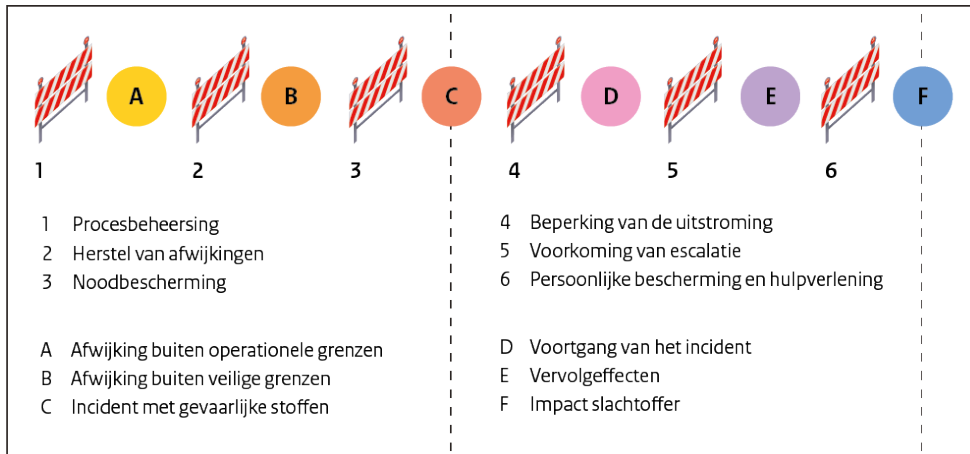 A B C D E F
1 2 3 4 5 6
1 Procesbeheersing
2 Herstel van afwijkingen
3 Noodbescherming
4 Beperking van de uitstroming
5 Voorkoming van escalatie
6 Persoonlijke bescherming en hulpverlening
A Afwijking buiten operationele grenzen
B Afwijking buiten veilige grenzen
C Incident met gevaarlijke stoffen
D Voortgang van het incident
E Vervolgeffecten
F Impact slachtoffer